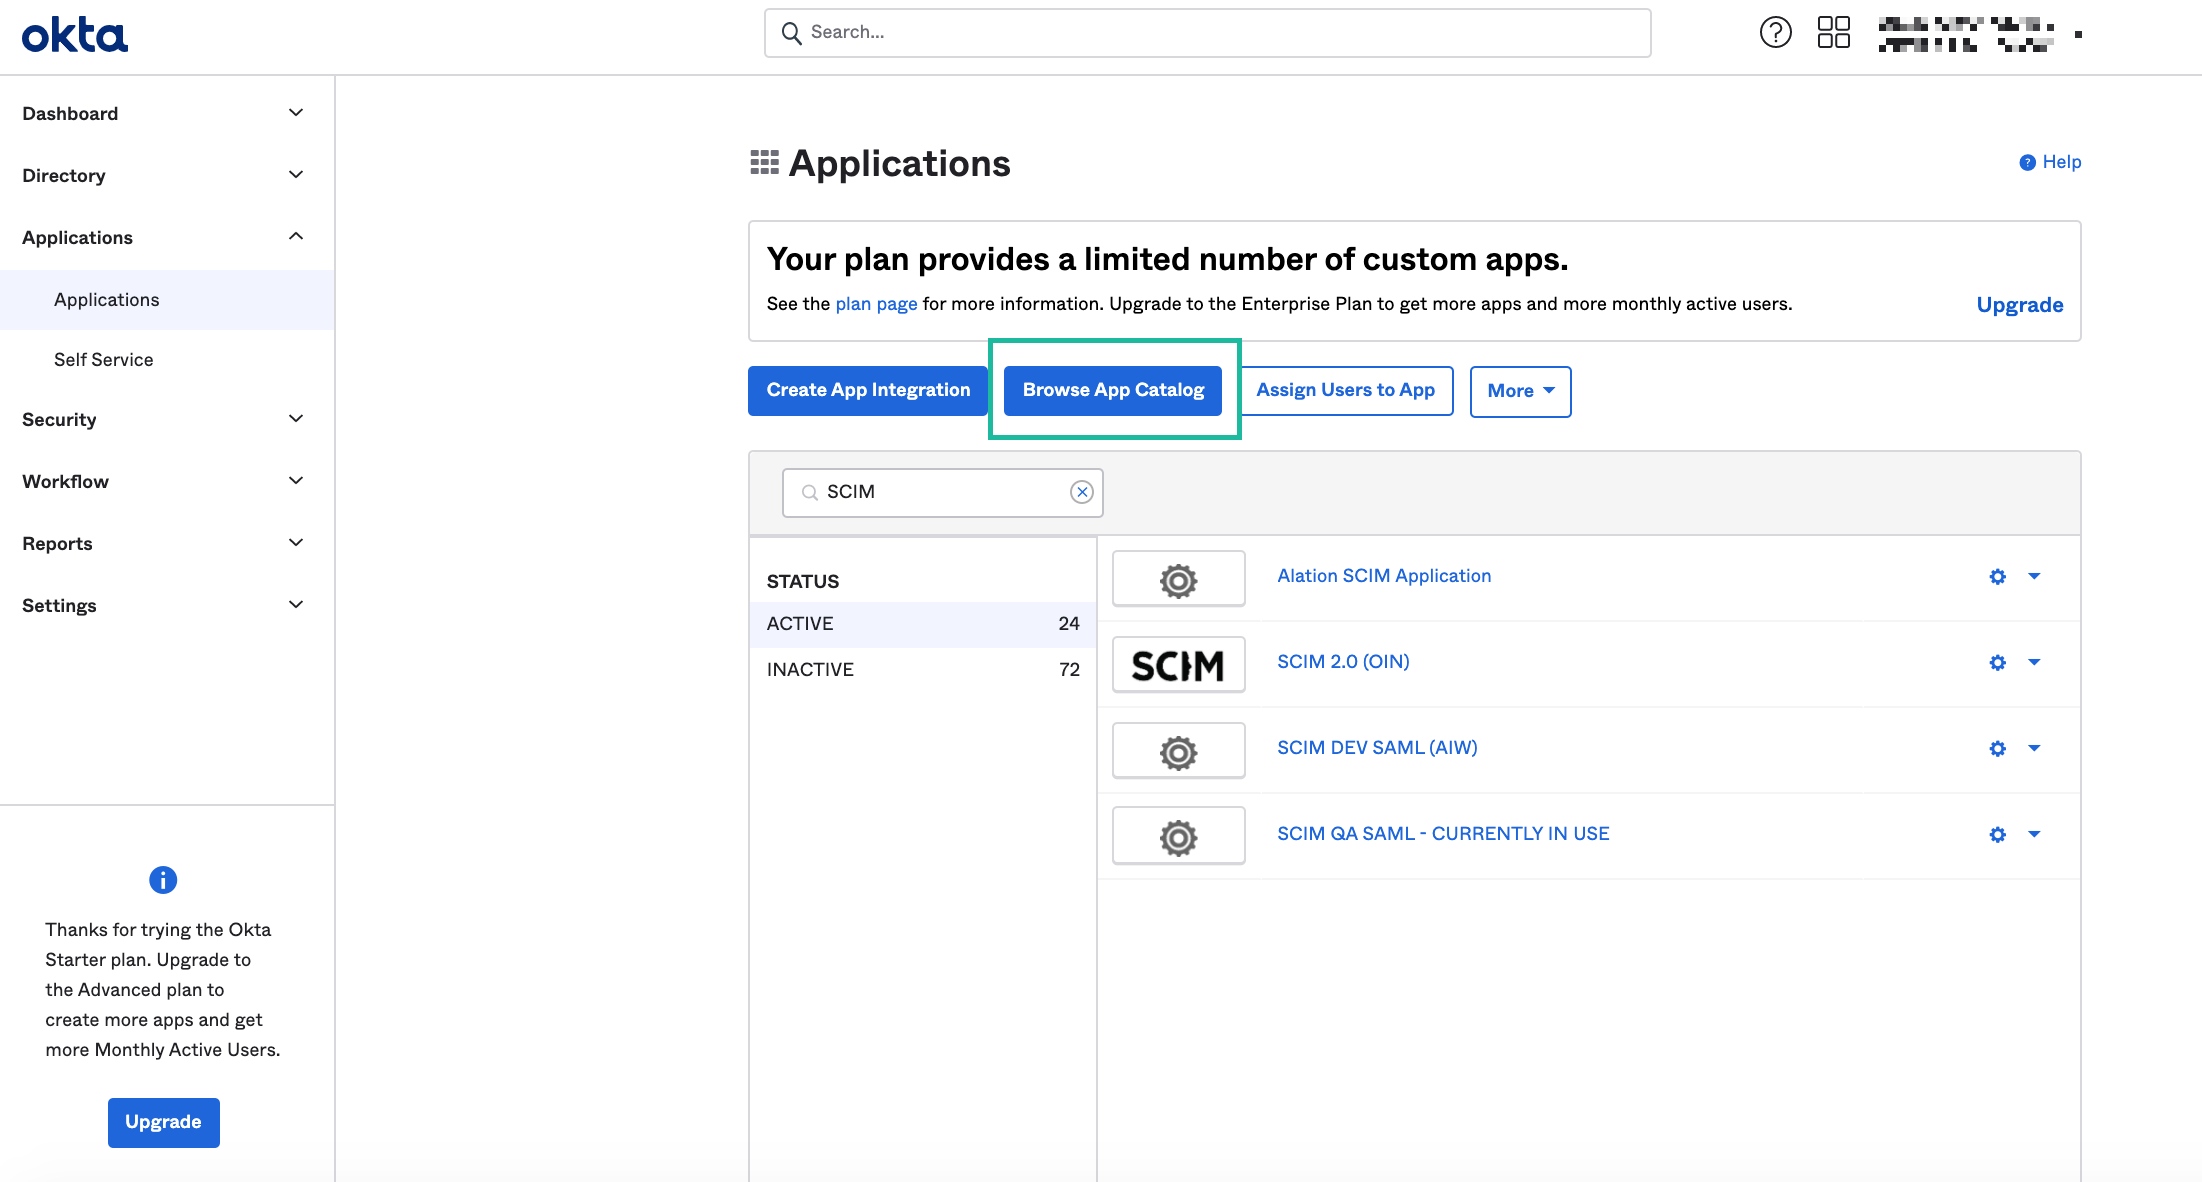 okta
Search...
Dashboard
Directory
Applications
Applications
Self Service
Security
Workflow
Reports
Settings
Thanks for trying the Okta
Starter plan. Upgrade to
the Advanced plan to
create more apps and get
more Monthly Active Users.
Upgrade
Applications
Help
Your plan provides a limited number of custom apps.
See the plan page for more information. Upgrade to the Enterprise Plan to get more apps and more monthly active users.
Upgrade
Create App Integration
Browse App Catalog
Assign Users to App
More
SCIM
STATUS
ACTIVE 24
INACTIVE 72
Alation SCIM Application
SCIM
SCIM 2.0 (OIN)
SCIM DEV SAML (AIW)
SCIM QA SAML - CURRENTLY IN USE